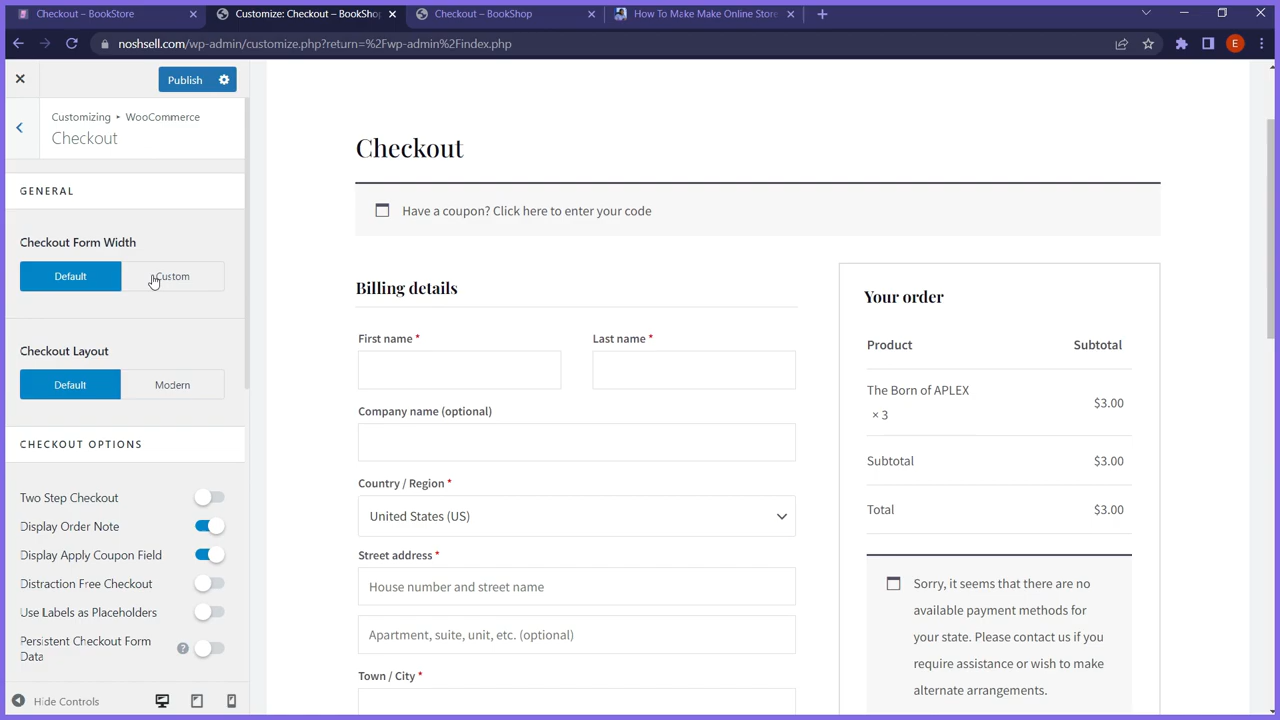 Checkout – BookStore
Customize: Checkout – BookSho
Checkout – BookShop
How To Make Make Online Store
noshsell.com/wp-admin/customize.php?return=%2Fwp-admin%2Findex.php
E
Publish
Customizing ▸ WooCommerce
Checkout
GENERAL
Checkout Form Width
Default
Custom
Checkout Layout
Default
Modern
CHECKOUT OPTIONS
Two Step Checkout
Display Order Note
Display Apply Coupon Field
Distraction Free Checkout
Use Labels as Placeholders
Persistent Checkout Form
Data
?
Hide Controls
Checkout
Have a coupon? Click here to enter your code
Billing details
First name *
Last name *
Company name (optional)
Country / Region *
United States (US)
Street address *
House number and street name
Apartment, suite, unit, etc. (optional)
Town / City *
Your order
Product Subtotal
The Born of APLEX
× 3
$3.00
Subtotal $3.00
Total $3.00
Sorry, it seems that there are no
available payment methods for
your state. Please contact us if you
require assistance or wish to make
alternate arrangements.